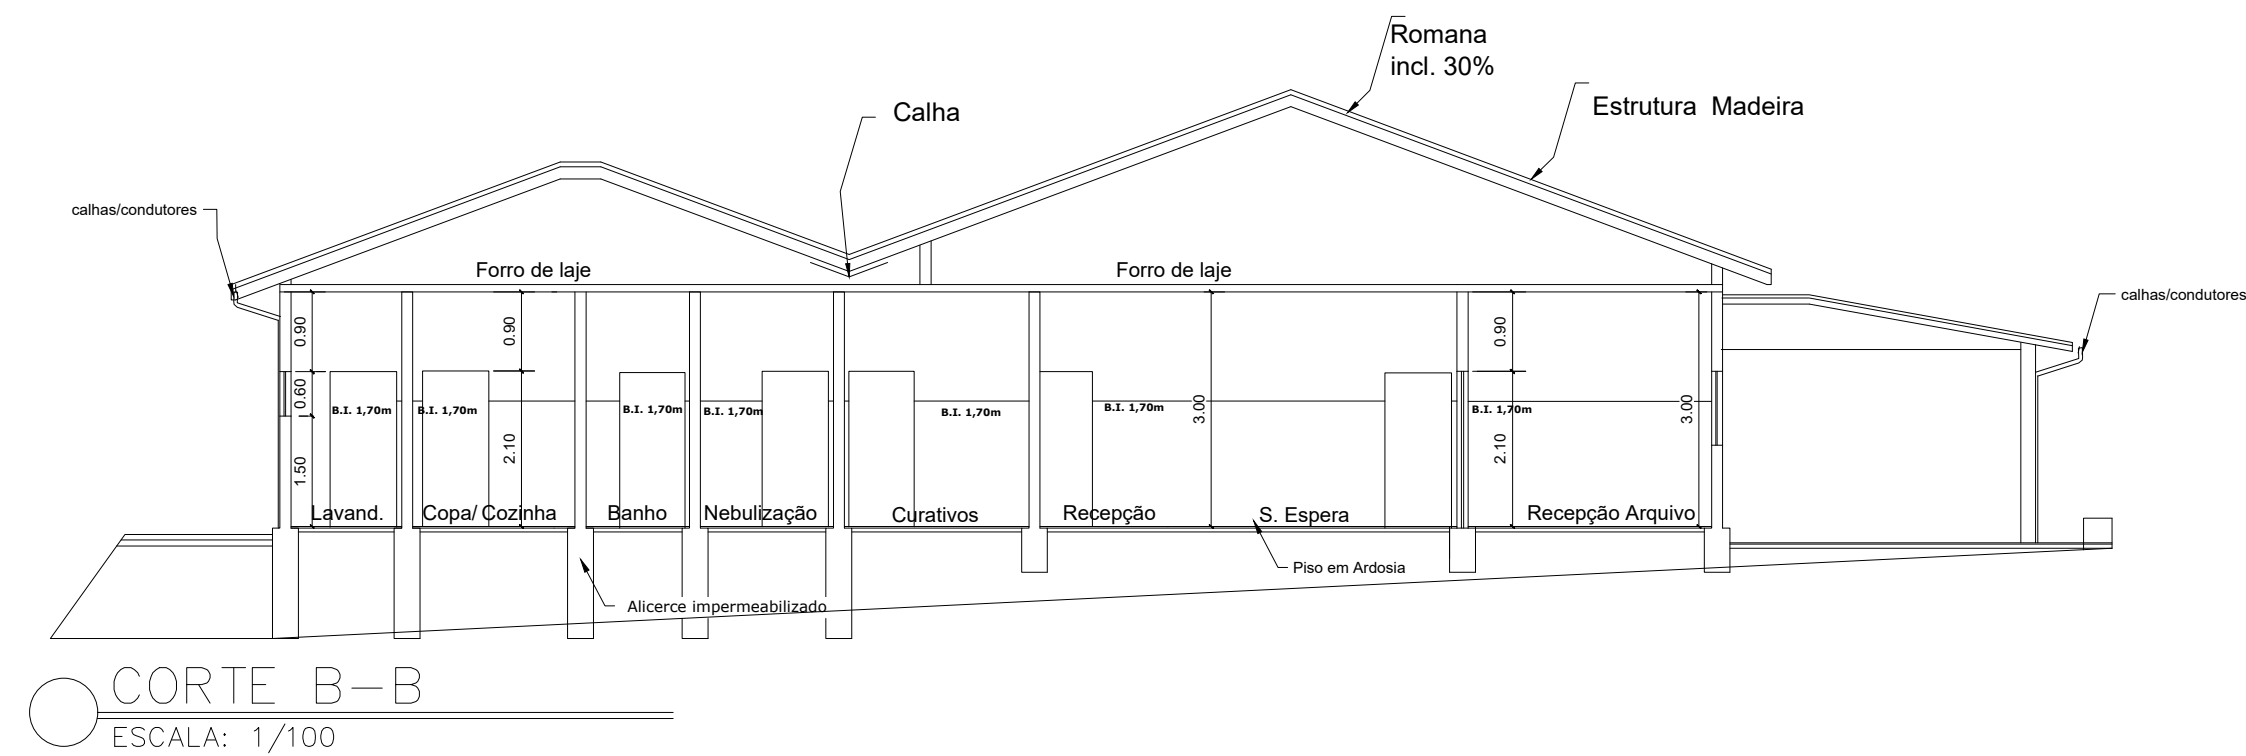 Romana
incl. 30%
Estrutura Madeira
Calha
calhas/condutores
calhas/condutores
Forro de laje
Forro de laje
0.90
0.90
0.90
0.60
B.I. 1,70m
B.I. 1,70m
B.I. 1,70m
B.I. 1,70m
B.I. 1,70m
B.I. 1,70m
3.00
B.I. 1,70m
3.00
1.50
2.10
2.10
Lavand.
Copa/ Cozinha
Banho
Nebulização
Curativos
Recepção
S. Espera
Recepção Arquivo
Piso em Ardosia
Alicerce impermeabilizado
CORTE B-B
ESCALA: 1/100